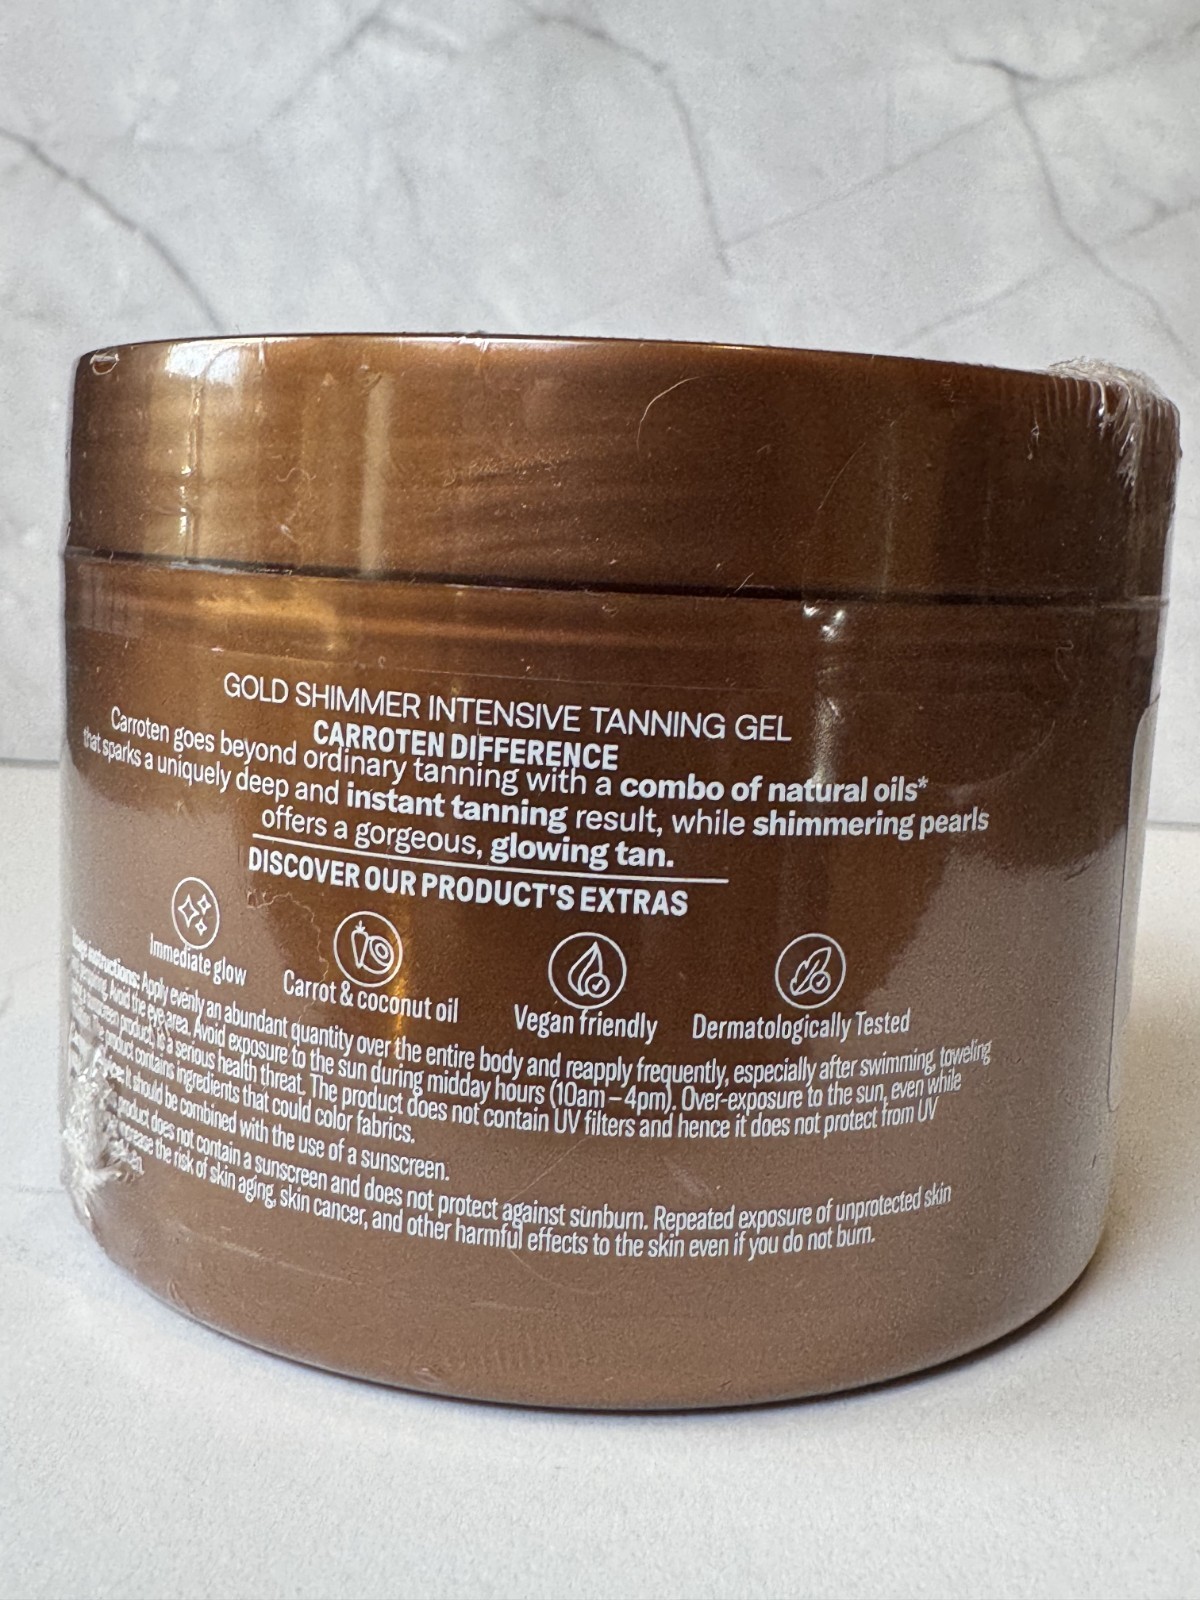 GOLD SHIMMER INTENSIVE TANNING GEL
CARROTEN DIFFERENCE
Carroten goes beyond ordinary tanning with a combo of natural oils*
that sparks a uniquely deep and instant tanning result, while shimmering pearls
offers a gorgeous, glowing tan.
DISCOVER OUR PRODUCT'S EXTRAS
Immediate glow
Carrot & coconut oil
Vegan friendly
Dermatologically Tested
instructions: Apply evenly an abundant quantity over the entire body and reapply frequently, especially after swimming, toweling
Avoid the eye area. Avoid exposure to the sun during midday hours (10am – 4pm). Over-exposure to the sun, even while
product, is a serious health threat. The product does not contain UV filters and hence it does not protect from UV
The product contains ingredients that could color fabrics.
It should be combined with the use of a sunscreen.
product does not contain a sunscreen and does not protect against sunburn. Repeated exposure of unprotected skin
the risk of skin aging, skin cancer, and other harmful effects to the skin even if you do not burn.